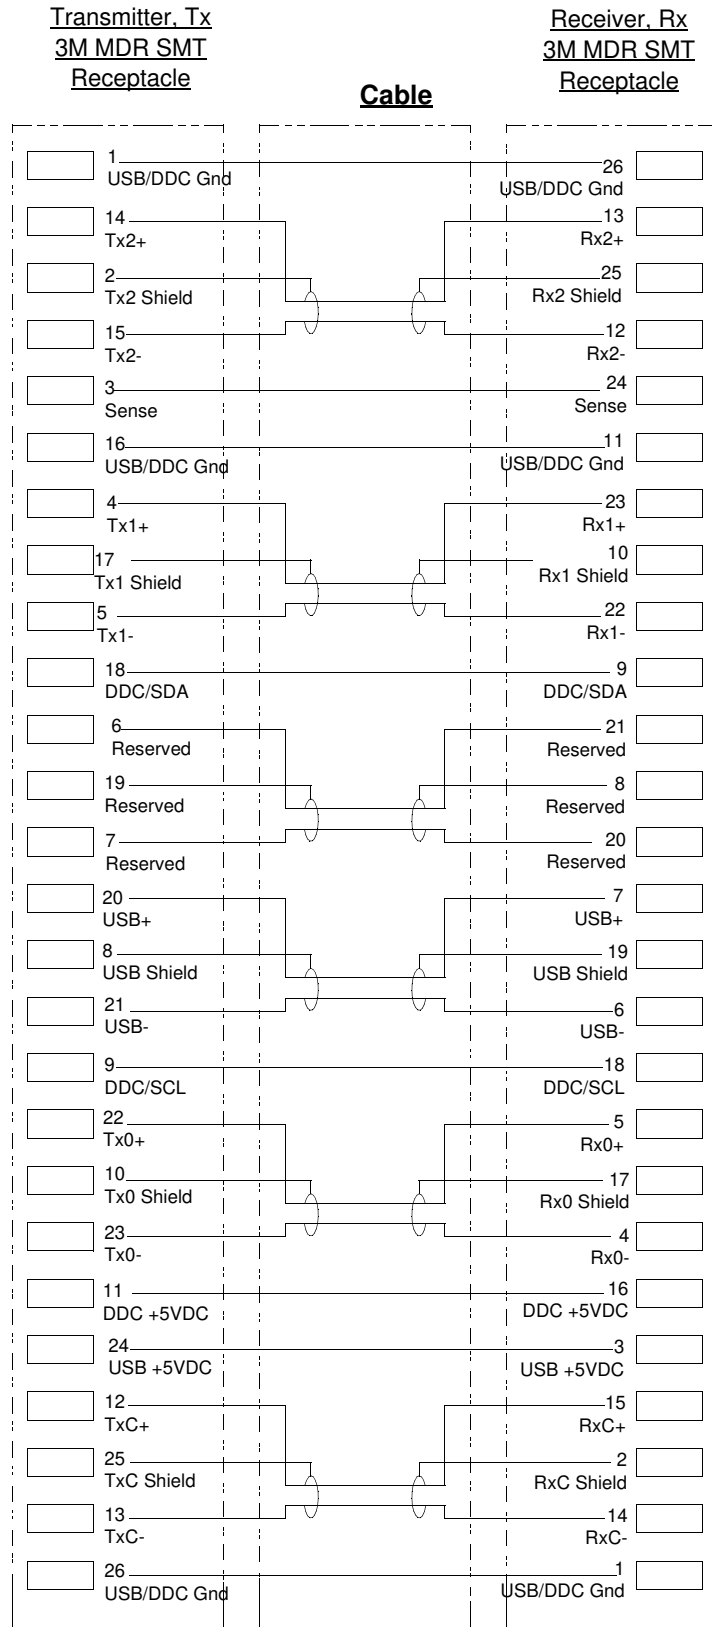 Transmitter, Tx
3M MDR SMT
Receptacle
Receiver, Rx
3M MDR SMT
Receptacle
Cable
1 26
USB/DDC Gnd USB/DDC Gnd
14 13
Tx2+ Rx2+
2 25
Tx2 Shield Rx2 Shield
15 12
Tx2- Rx2-
3 24
Sense Sense
16 11
USB/DDC Gnd USB/DDC Gnd
4 23
Tx1+ Rx1+
17 10
Tx1 Shield Rx1 Shield
5 22
Tx1- Rx1-
18 9
DDC/SDA DDC/SDA
6 21
Reserved Reserved
19 8
Reserved Reserved
7 20
Reserved Reserved
20 7
USB+ USB+
8 19
USB Shield USB Shield
21 6
USB- USB-
9 18
DDC/SCL DDC/SCL
22 5
Tx0+ Rx0+
10 17
Tx0 Shield Rx0 Shield
23 4
Tx0- Rx0-
11 16
DDC +5VDC DDC +5VDC
24 3
USB +5VDC USB +5VDC
12 15
TxC+ RxC+
25 2
TxC Shield RxC Shield
13 14
TxC- RxC-
26 1
USB/DDC Gnd USB/DDC Gnd